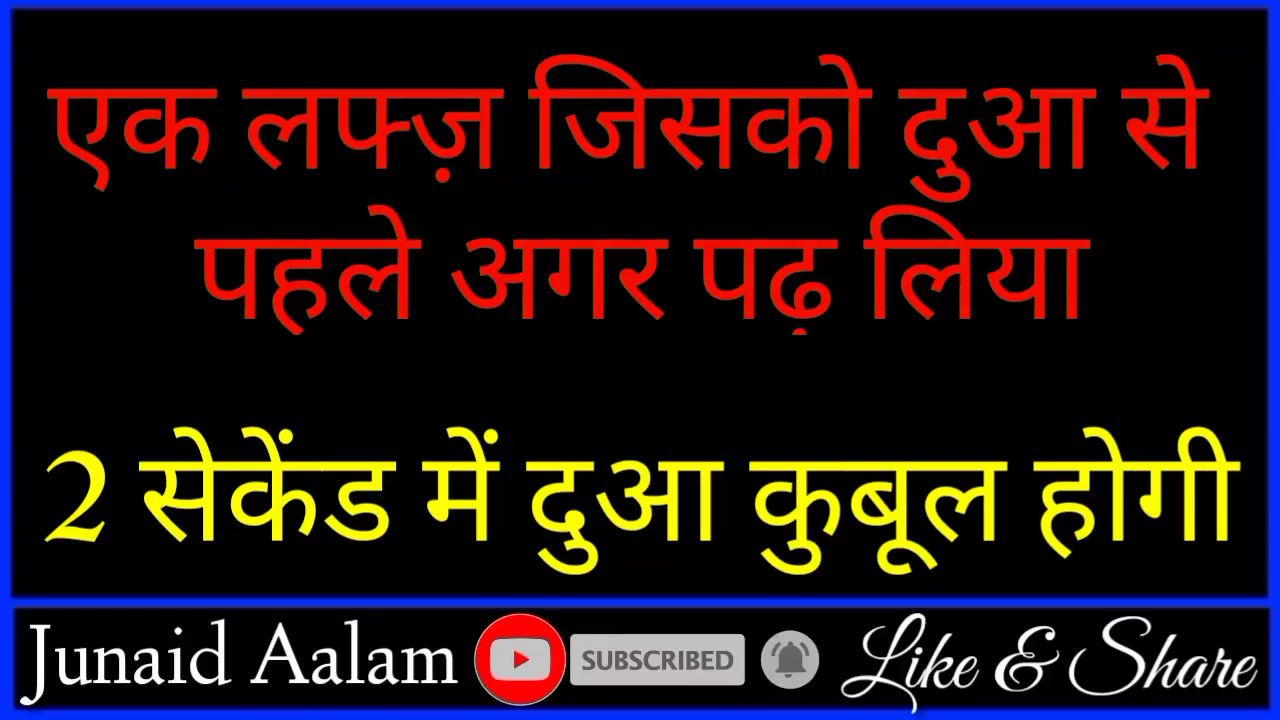 एक लफ्ज़ जिसको दुआ से
पहले अगर पढ़ लिया
2 सेकेंड में दुआ कुबूल होगी
Junaid Aalam SUBSCRIBED Like & Share